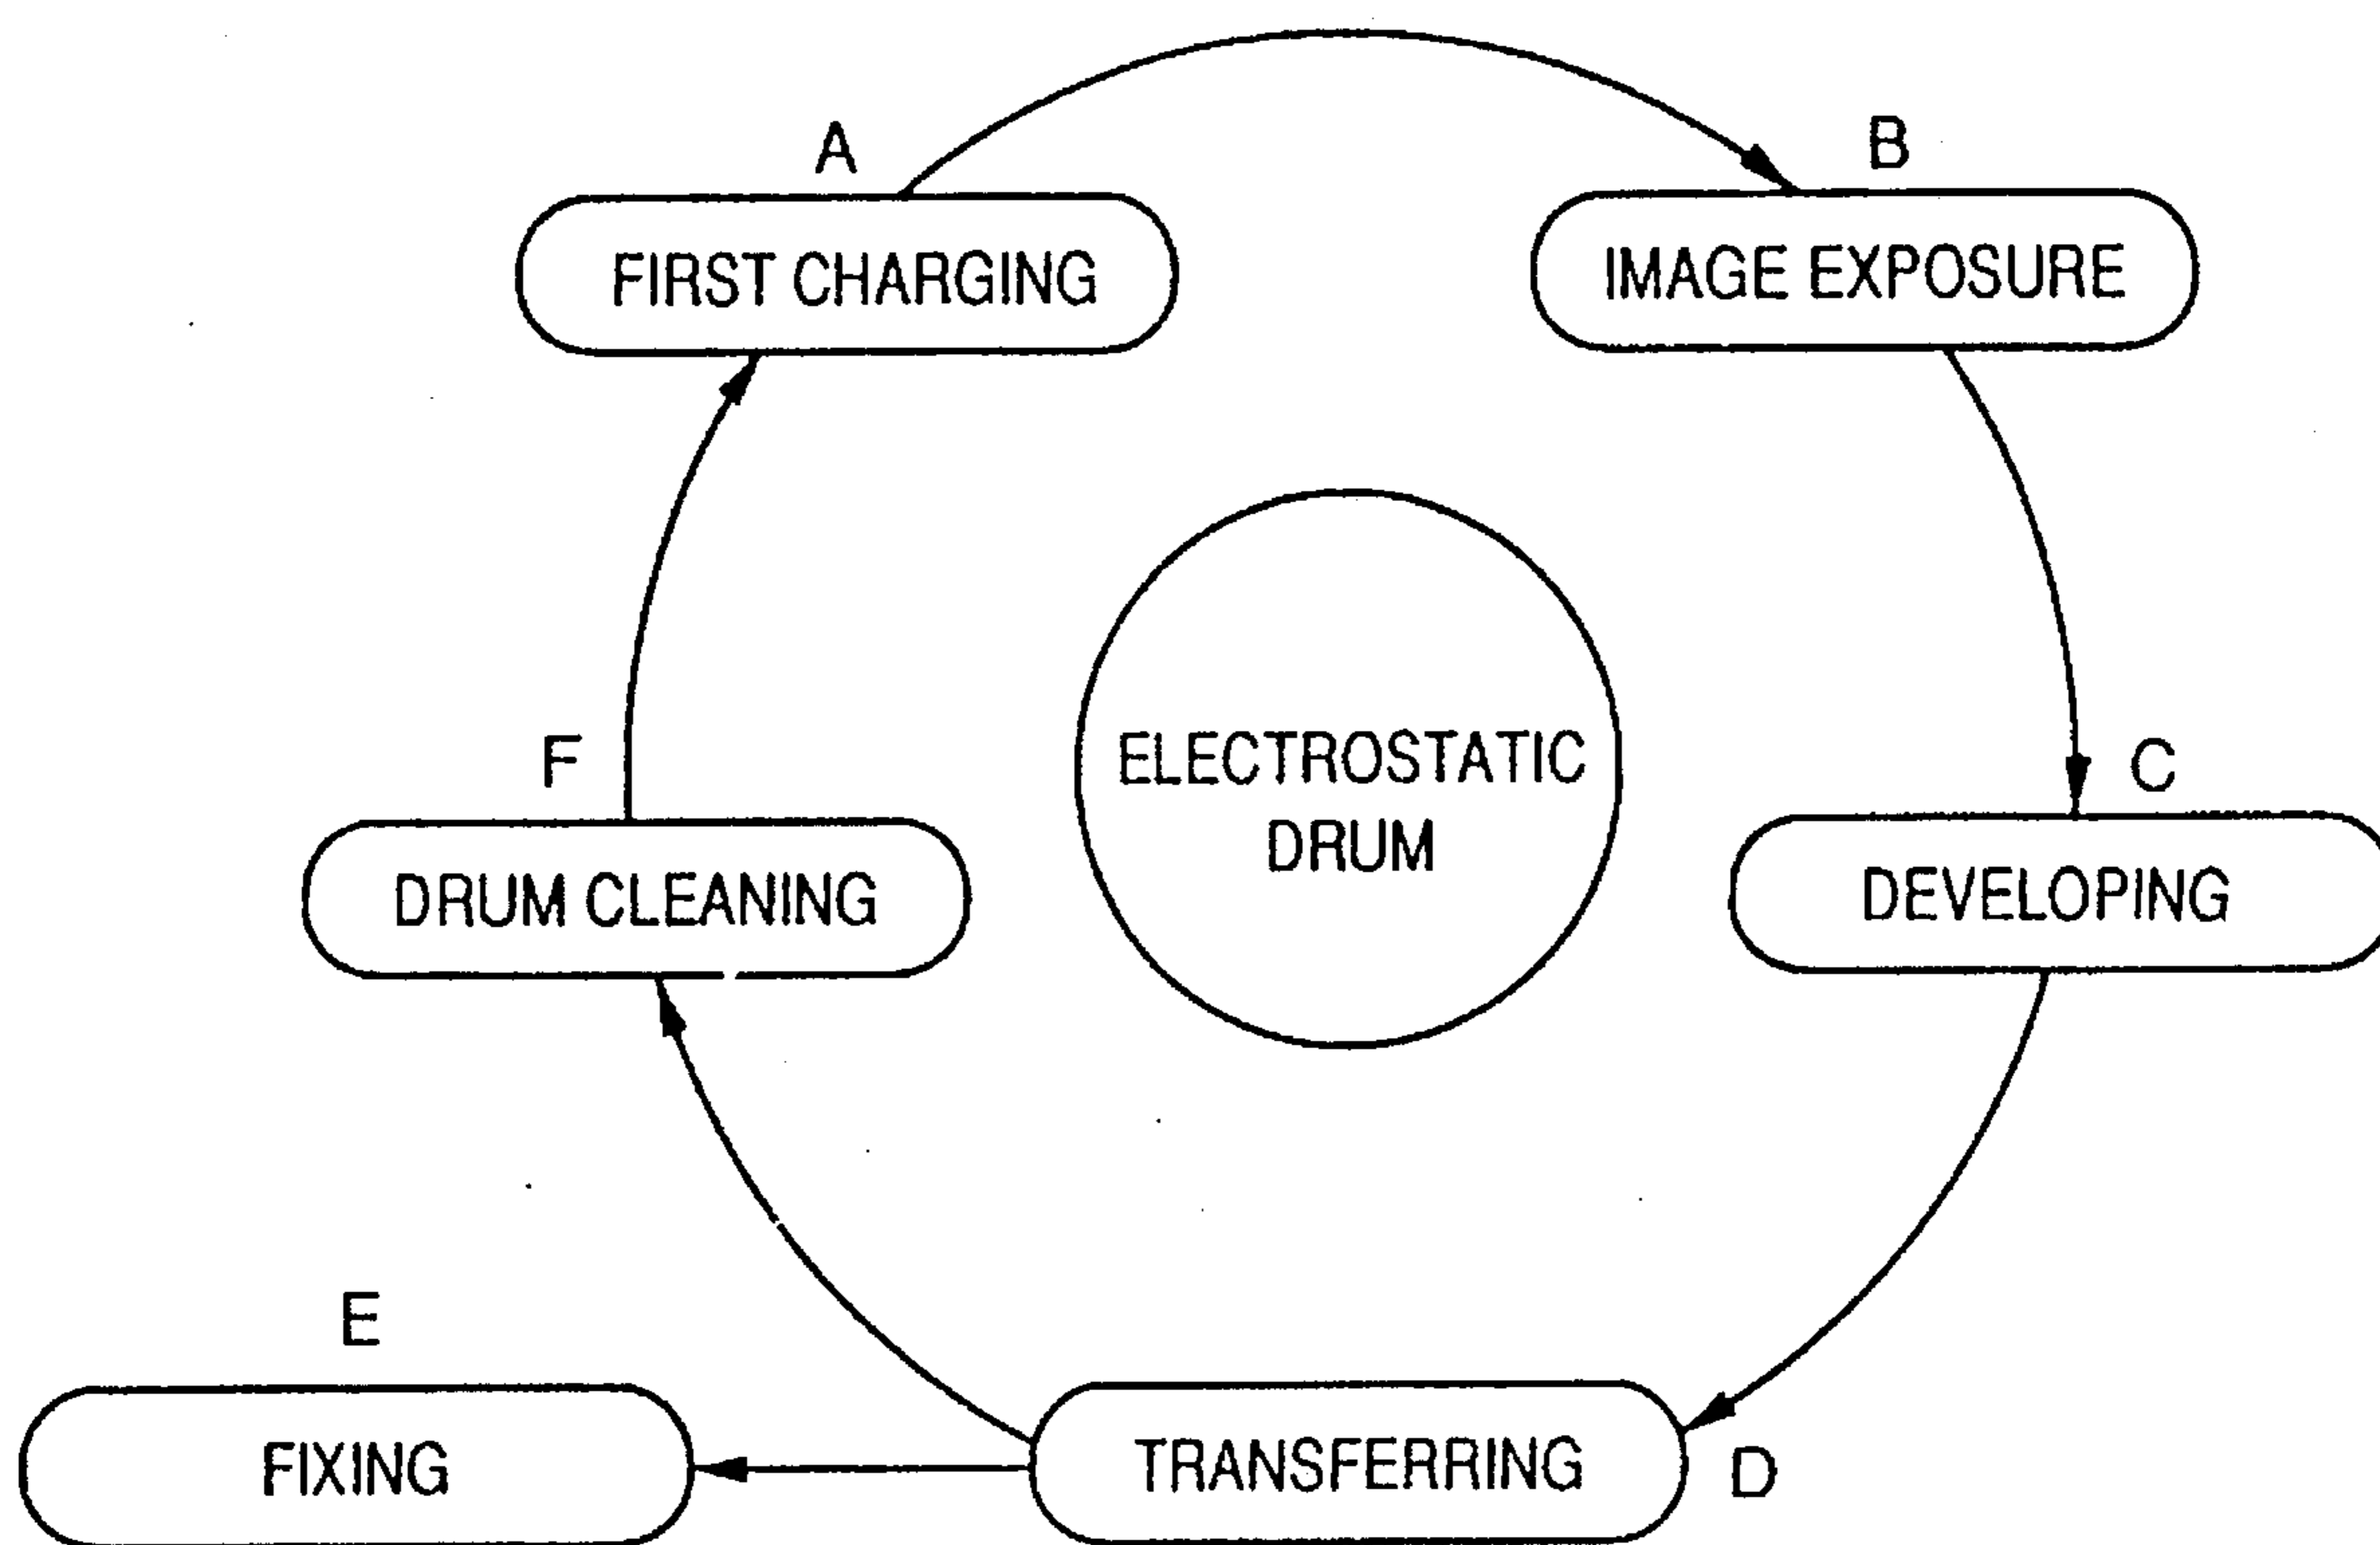 A
FIRST CHARGING
B
IMAGE EXPOSURE
C
DEVELOPING
D
TRANSFERRING
E
FIXING
F
DRUM CLEANING
ELECTROSTATIC
DRUM